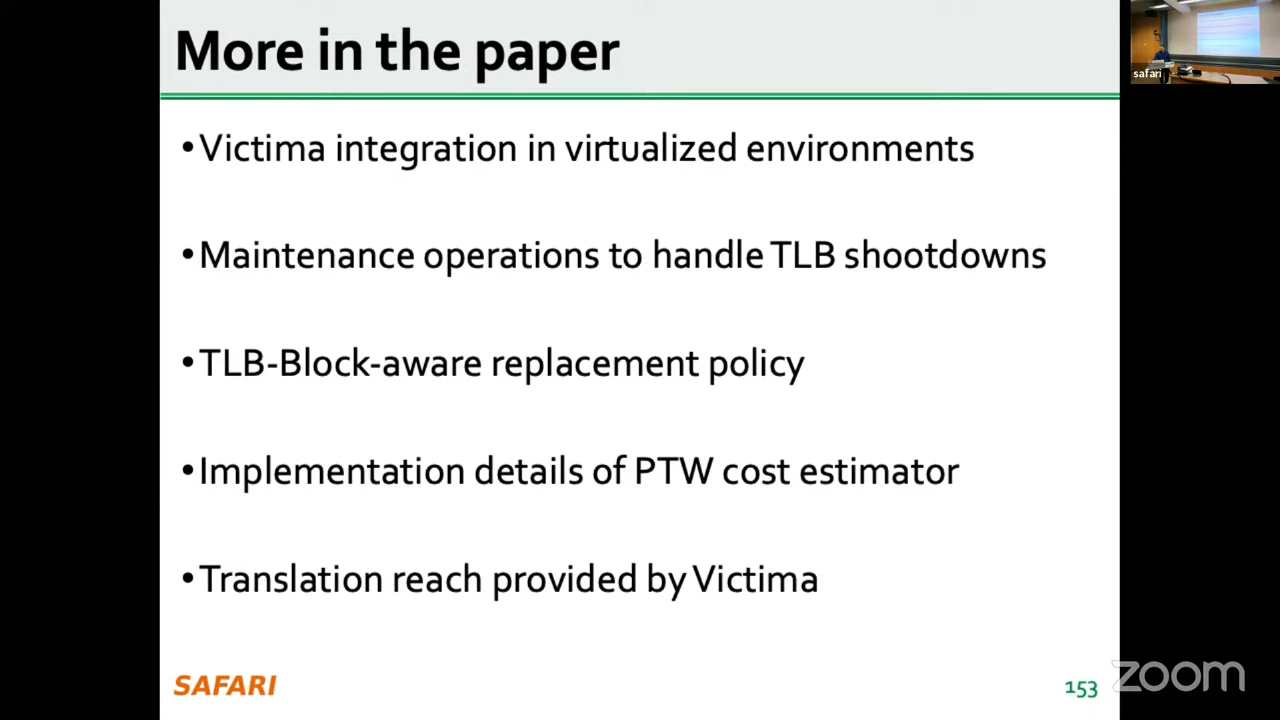 More in the paper
safari
•Victima integration in virtualized environments
•Maintenance operations to handle TLB shootdowns
•TLB-Block-aware replacement policy
•Implementation details of PTW cost estimator
•Translation reach provided by Victima
SAFARI
153
zoom